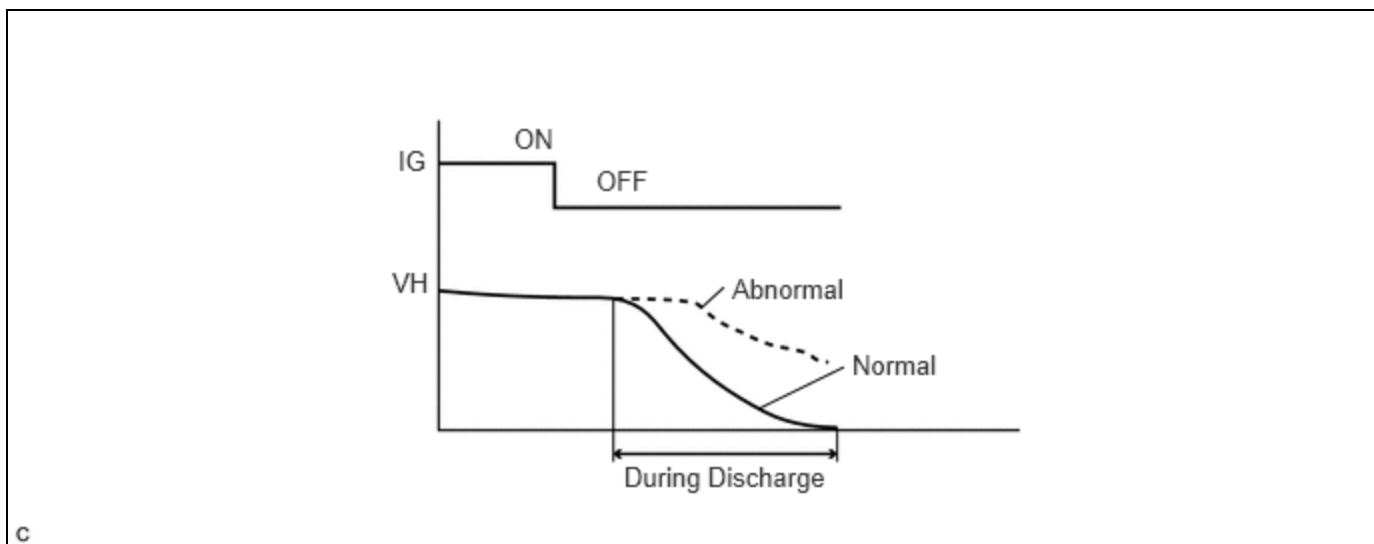 ON
IG
OFF
VH
Abnormal
Normal
During Discharge
c